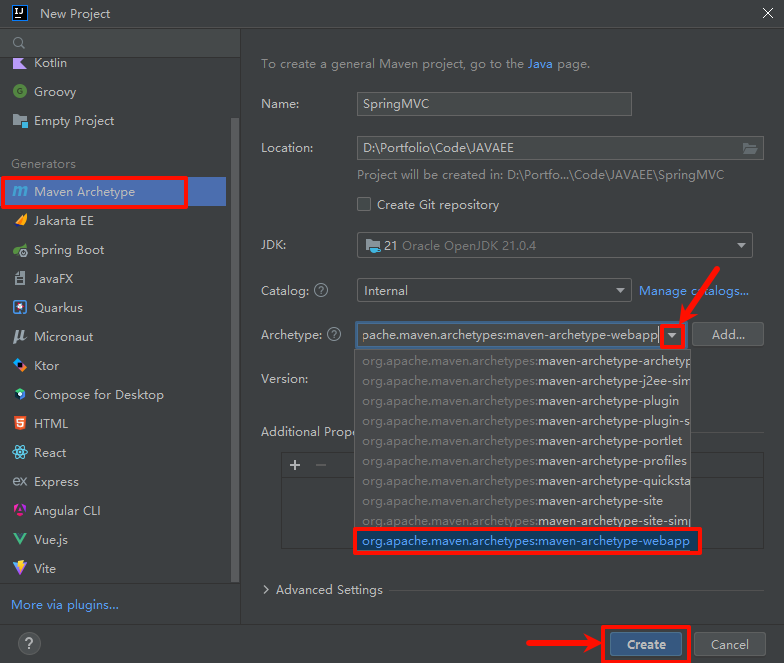 New Project
Kotlin
Groovy
Empty Project
Generators
Maven Archetype
Jakarta EE
Spring Boot
JavaFX
Quarkus
Micronaut
Ktor
Compose for Desktop
HTML
React
Express
Angular CLI
Vue.js
Vite
More via plugins...
To create a general Maven project, go to the Java page.
Name: SpringMVC
Location: D:\Portfolio\Code\JAVAEE
Project will be created in: D:\Portfo...\Code\JAVAEE\SpringMVC
Create Git repository
JDK: 21 Oracle OpenJDK 21.0.4
Catalog: ? Internal Manage catalogs...
Archetype: ? pache.maven.archetypes:maven-archetype-webapp Add...
org.apache.maven.archetypes:maven-archetype-archetyp
Version: org.apache.maven.archetypes:maven-archetype-j2ee-sim
org.apache.maven.archetypes:maven-archetype-plugin
org.apache.maven.archetypes:maven-archetype-plugin-s
Additional Prope org.apache.maven.archetypes:maven-archetype-portlet
org.apache.maven.archetypes:maven-archetype-profiles
org.apache.maven.archetypes:maven-archetype-quicksta
org.apache.maven.archetypes:maven-archetype-site
org.apache.maven.archetypes:maven-archetype-site-simp
org.apache.maven.archetypes:maven-archetype-webapp
Advanced Settings
? Create Cancel